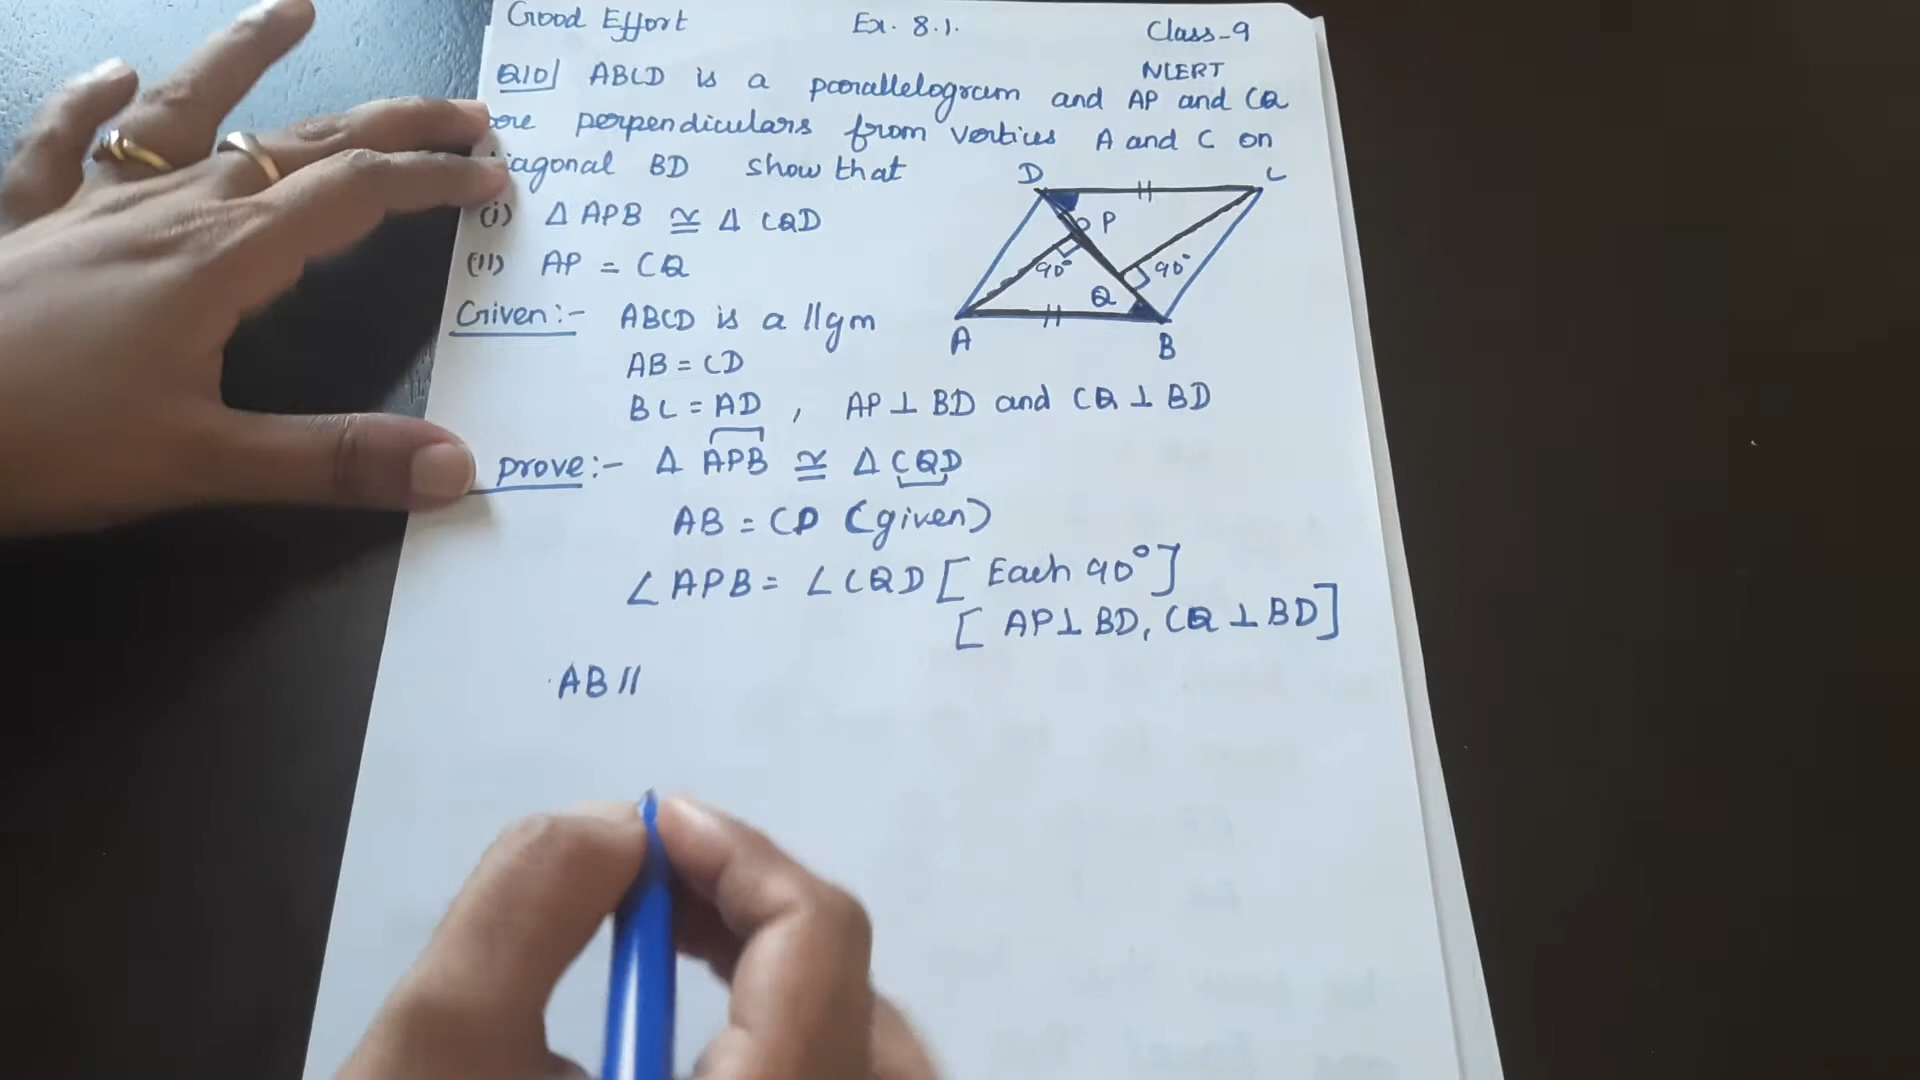 Good Effort Ex. 8.1. Class-9
NCERT
Q10) ABCD is a parallelogram and AP and CQ
are perpendiculars from vertices A and C on
iagonal BD show that
(i) Δ APB ≅ Δ CQD
(II) AP = CQ
D C
P
90° 90°
Q
A B
Given:- ABCD is a ||gm
AB = CD
BC = AD , AP ⊥ BD and CQ ⊥ BD
prove:- Δ APB ≅ Δ CQD
AB = CD (given)
∠APB = ∠CQD [ Each 90°]
[ AP⊥ BD, CQ ⊥ BD]
AB ||